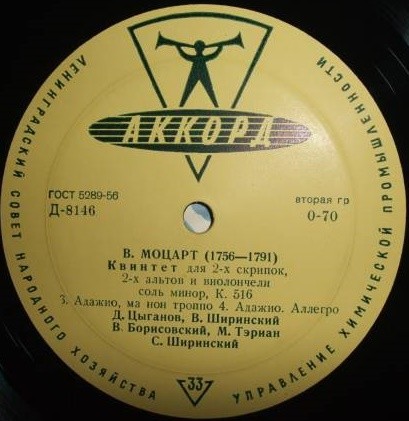 ЛЕНИНГРАДСКИЙ СОВЕТ НАРОДНОГО ХОЗЯЙСТВА
УПРАВЛЕНИЕ ХИМИЧЕСКОЙ ПРОМЫШЛЕННОСТИ
АККОРД
ГОСТ 5289-56
Д-8146
вторая гр
0-70
В. МОЦАРТ (1756—1791)
Квинтет для 2-х скрипок,
2-х альтов и виолончели
соль минор, К. 516
3. Адажио, ма нон троппо 4. Адажио. Аллегро
Д. Цыганов, В. Ширинский
В. Борисовский, М. Тэриан
С. Ширинский
33